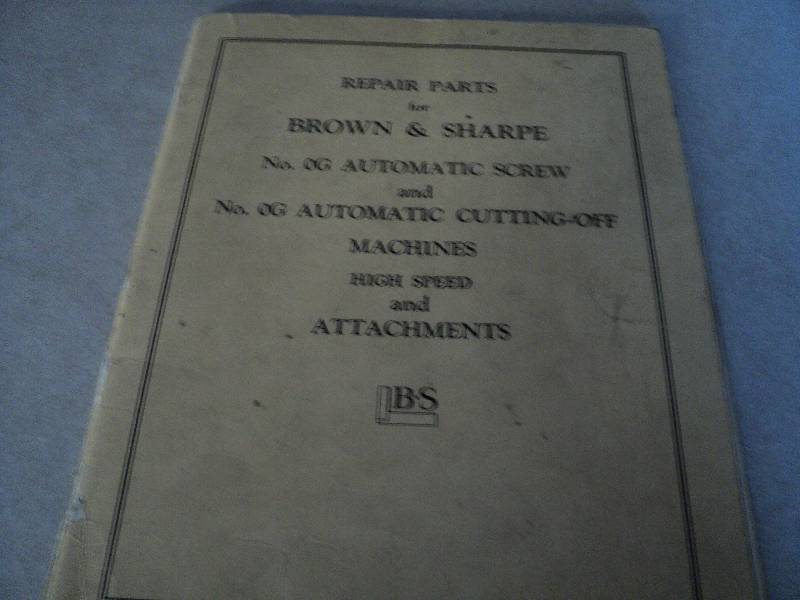 REPAIR PARTS
for
BROWN & SHARPE
No. 0G AUTOMATIC SCREW
and
No. 0G AUTOMATIC CUTTING-OFF
MACHINES
HIGH SPEED
and
ATTACHMENTS
B·S